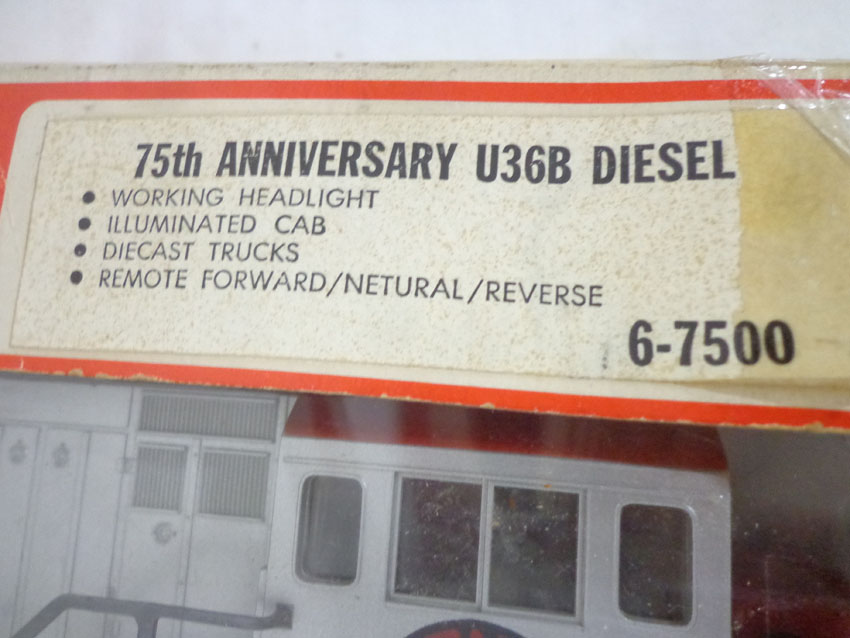 75th ANNIVERSARY U36B DIESEL
• WORKING HEADLIGHT
• ILLUMINATED CAB
• DIECAST TRUCKS
• REMOTE FORWARD/NETURAL/REVERSE
6-7500